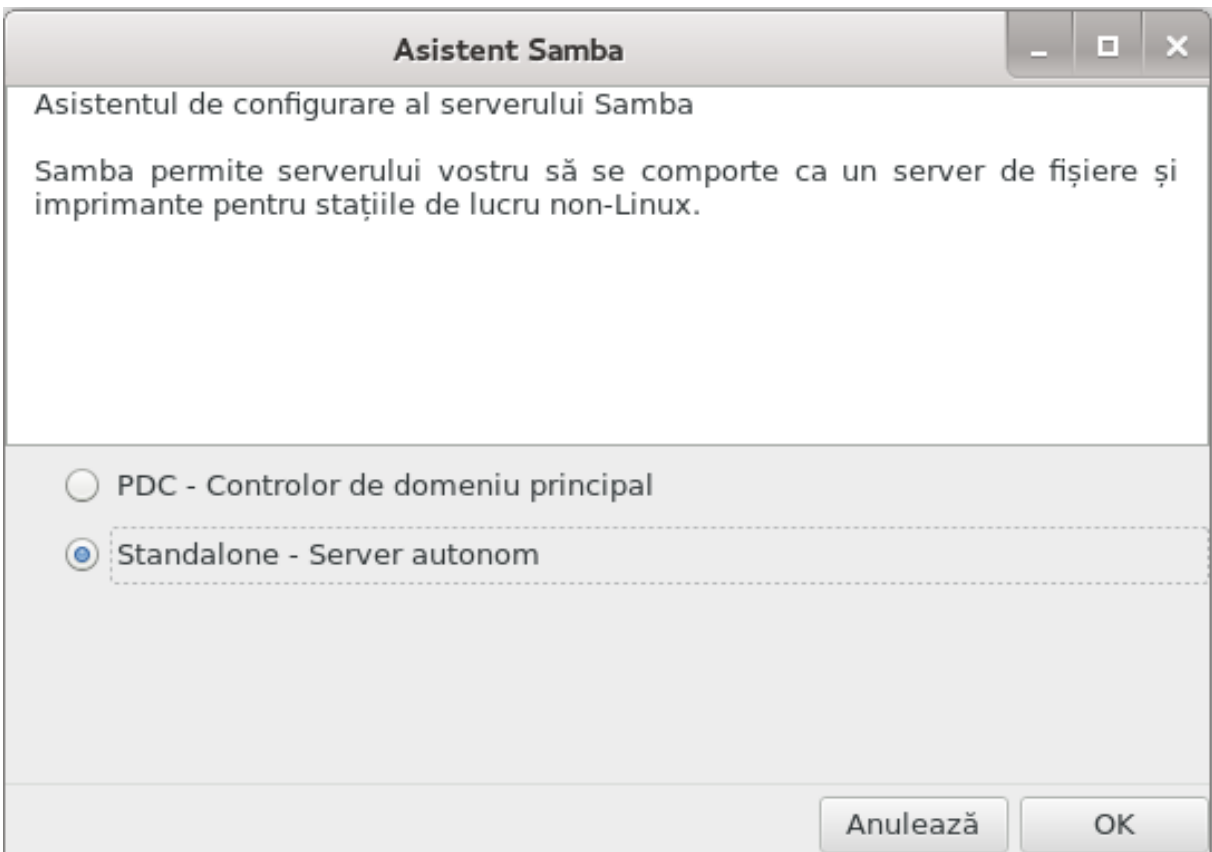 Asistent Samba
Asistentul de configurare al serverului Samba
Samba permite serverului vostru să se comporte ca un server de fișiere și
imprimante pentru stațiile de lucru non-Linux.
PDC - Controlor de domeniu principal
Standalone - Server autonom
Anulează OK